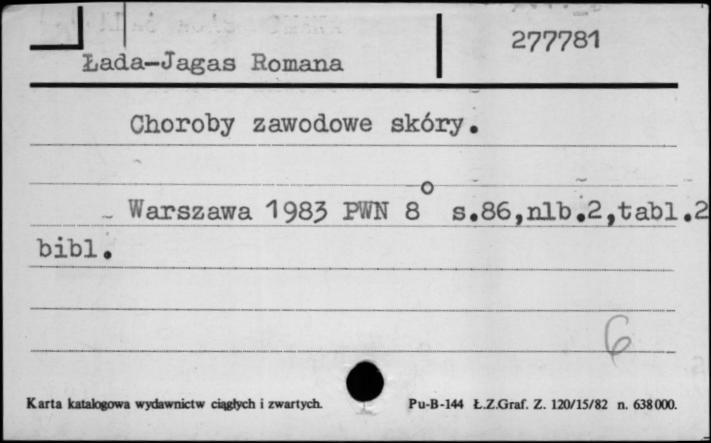 277781
Łada-Jagas Romana
Choroby zawodowe skóry.
Warszawa 1983 PWN 8° s.86,nlb.2,tabl.2
bibl.
6
Karta katalogowa wydawnictw ciągłych i zwartych. Pu-B-144 Ł.Z.Graf. Z. 120/15/82 n. 638000.